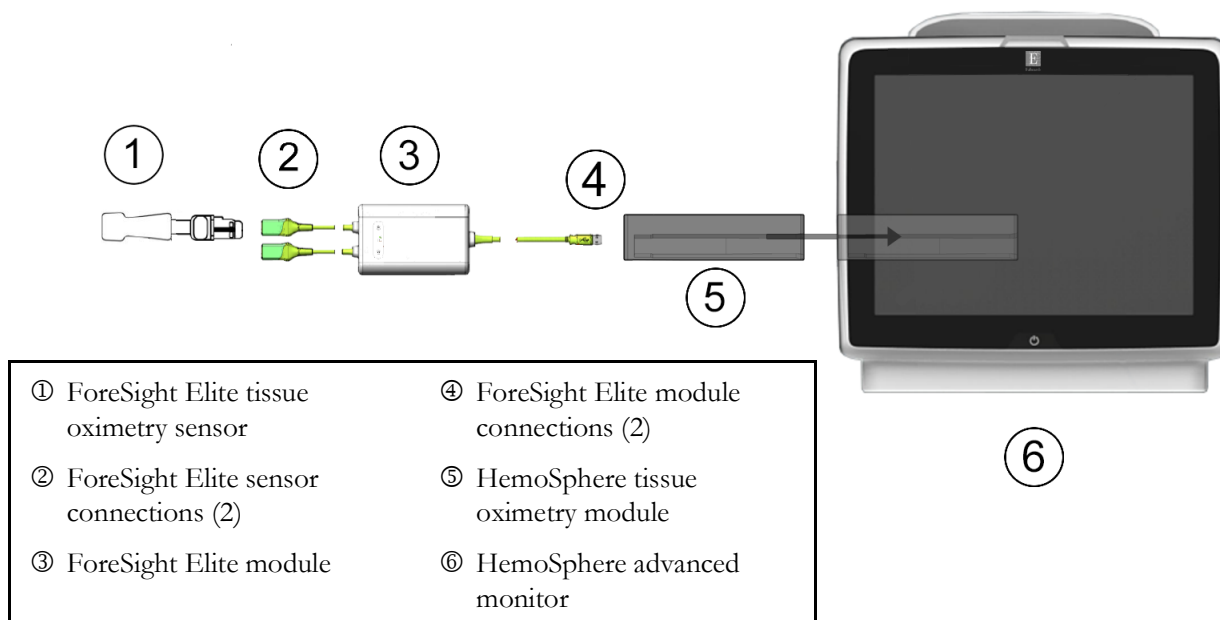 1
2
3
4
5
6
E
① ForeSight Elite tissue
oximetry sensor
② ForeSight Elite sensor
connections (2)
③ ForeSight Elite module
④ ForeSight Elite module
connections (2)
⑤ HemoSphere tissue
oximetry module
⑥ HemoSphere advanced
monitor